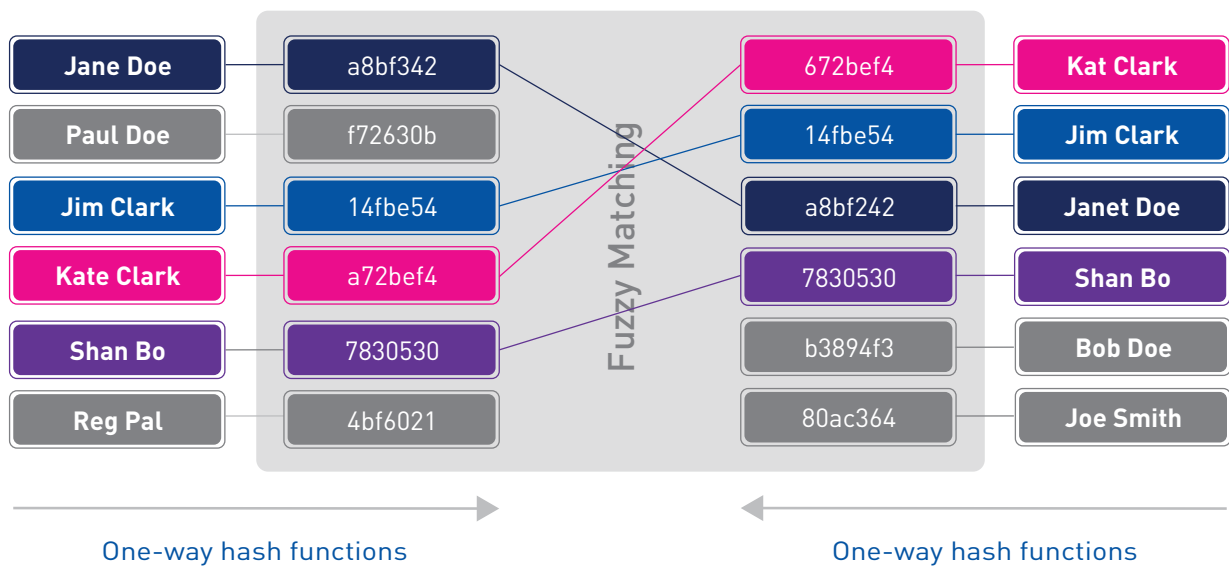 Jane Doe a8bf342 672bef4 Kat Clark
Paul Doe f72630b 14fbe54 Jim Clark
Jim Clark 14fbe54 a8bf242 Janet Doe
Kate Clark a72bef4 7830530 Shan Bo
Shan Bo 7830530 b3894f3 Bob Doe
Reg Pal 4bf6021 80ac364 Joe Smith
Fuzzy Matching
One-way hash functions One-way hash functions